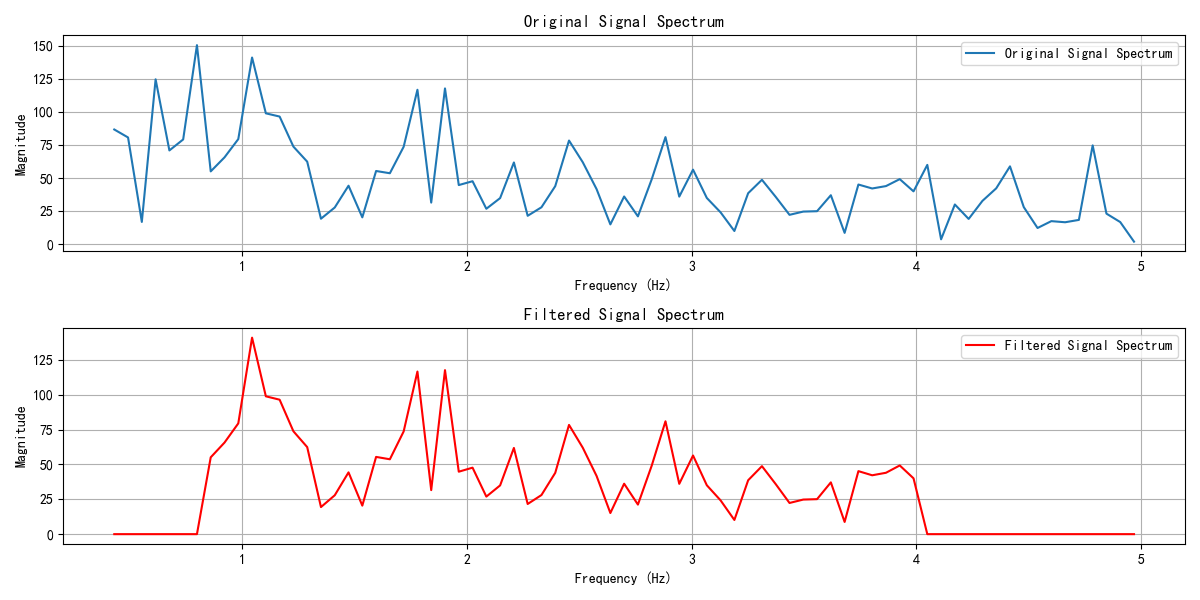 Original Signal Spectrum
Original Signal Spectrum
150
125
100
75
50
25
0
Magnitude
1 2 3 4 5
Frequency (Hz)
Filtered Signal Spectrum
Filtered Signal Spectrum
125
100
75
50
25
0
Magnitude
1 2 3 4 5
Frequency (Hz)